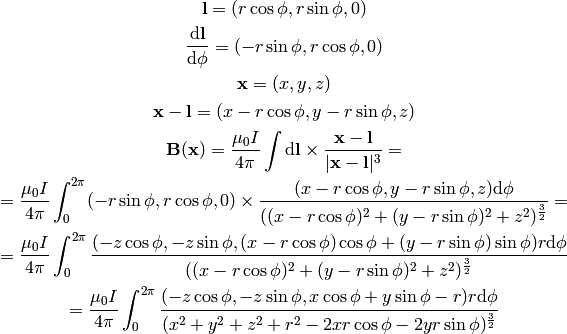 𝐥 = (r cos ϕ, r sin ϕ, 0)
d𝐥/dϕ = (−r sin ϕ, r cos ϕ, 0)
𝐱 = (x, y, z)
𝐱 − 𝐥 = (x − r cos ϕ, y − r sin ϕ, z)
𝐁(𝐱) = μ₀I/4π ∫ d𝐥 × (𝐱 − 𝐥)/|𝐱 − 𝐥|³ =
= μ₀I/4π ∫₀^{2π} (−r sin ϕ, r cos ϕ, 0) × (x − r cos ϕ, y − r sin ϕ, z)dϕ / ((x − r cos ϕ)² + (y − r sin ϕ)² + z²)^{3/2} =
= μ₀I/4π ∫₀^{2π} (−z cos ϕ, −z sin ϕ, (x − r cos ϕ) cos ϕ + (y − r sin ϕ) sin ϕ)rdϕ / ((x − r cos ϕ)² + (y − r sin ϕ)² + z²)^{3/2}
= μ₀I/4π ∫₀^{2π} (−z cos ϕ, −z sin ϕ, x cos ϕ + y sin ϕ − r)rdϕ / (x² + y² + z² + r² − 2xr cos ϕ − 2yr sin ϕ)^{3/2}